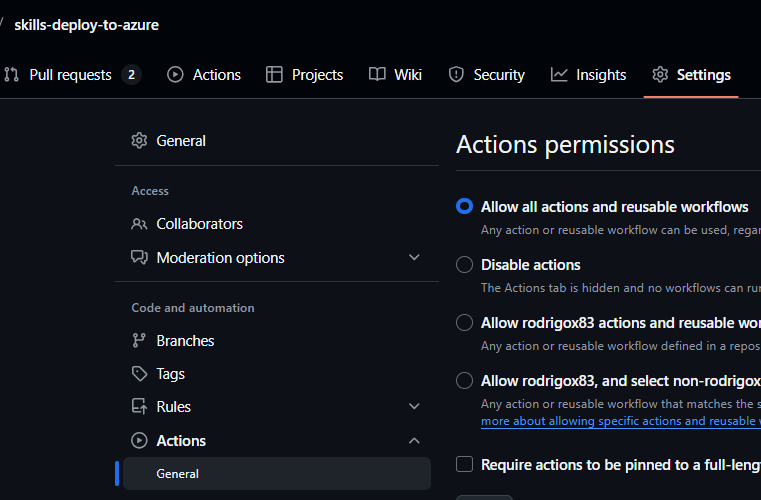 / skills-deploy-to-azure
Pull requests 2 Actions Projects Wiki Security Insights Settings
General
Access
Collaborators
Moderation options
Code and automation
Branches
Tags
Rules
Actions
General
Actions permissions
Allow all actions and reusable workflows
Any action or reusable workflow can be used, rega
Disable actions
The Actions tab is hidden and no workflows can ru
Allow rodrigox83 actions and reusable wo
Any action or reusable workflow defined in a repos
Allow rodrigox83, and select non-rodrigox
Any action or reusable workflow that matches the s
more about allowing specific actions and reusable w
Require actions to be pinned to a full-leng